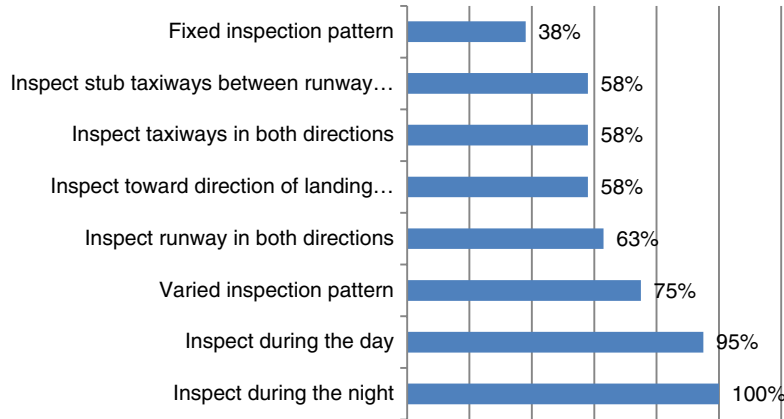 Fixed inspection pattern 38%
Inspect stub taxiways between runway… 58%
Inspect taxiways in both directions 58%
Inspect toward direction of landing… 58%
Inspect runway in both directions 63%
Varied inspection pattern 75%
Inspect during the day 95%
Inspect during the night 100%